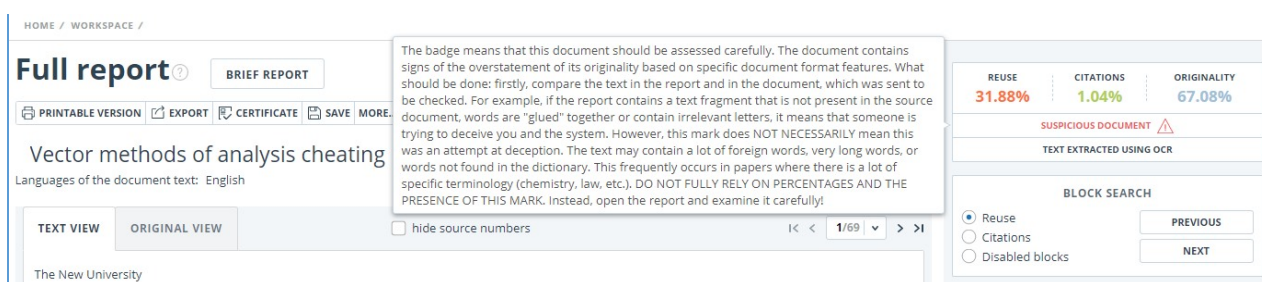 HOME / WORKSPACE /
Full report ?
BRIEF REPORT
PRINTABLE VERSION EXPORT CERTIFICATE SAVE MORE..
Vector methods of analysis cheating
Languages of the document text: English
The badge means that this document should be assessed carefully. The document contains
signs of the overstatement of its originality based on specific document format features. What
should be done: firstly, compare the text in the report and in the document, which was sent to
be checked. For example, if the report contains a text fragment that is not present in the source
document, words are "glued" together or contain irrelevant letters, it means that someone is
trying to deceive you and the system. However, this mark does NOT NECESSARILY mean this
was an attempt at deception. The text may contain a lot of foreign words, very long words, or
words not found in the dictionary. This frequently occurs in papers where there is a lot of
specific terminology (chemistry, law, etc.). DO NOT FULLY RELY ON PERCENTAGES AND THE
PRESENCE OF THIS MARK. Instead, open the report and examine it carefully!
REUSE CITATIONS ORIGINALITY
31.88% 1.04% 67.08%
SUSPICIOUS DOCUMENT
TEXT EXTRACTED USING OCR
TEXT VIEW ORIGINAL VIEW
hide source numbers
1/69
The New University
BLOCK SEARCH
Reuse
Citations
Disabled blocks
PREVIOUS
NEXT